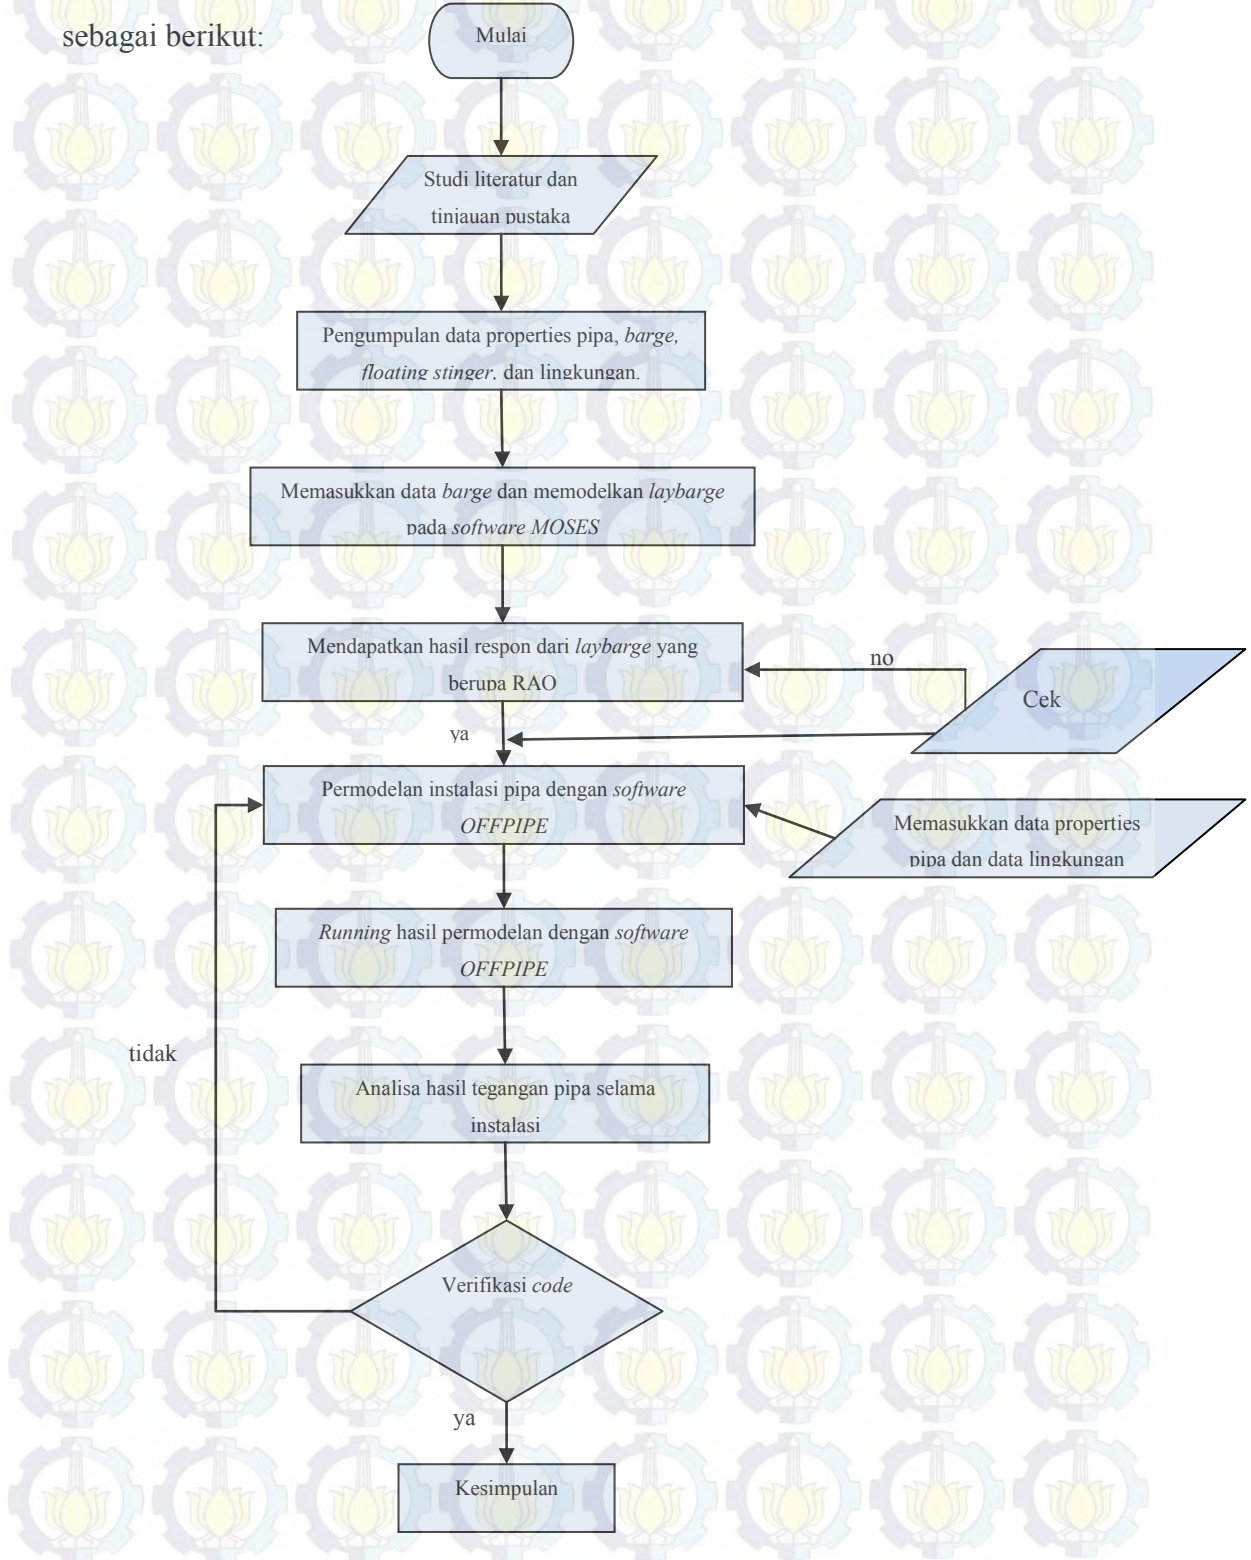 sebagai berikut:
Mulai
Studi literatur dan
tinjauan pustaka
Pengumpulan data properties pipa, barge,
floating stinger, dan lingkungan.
Memasukkan data barge dan memodelkan laybarge
pada software MOSES
Mendapatkan hasil respon dari laybarge yang
berupa RAO
no
Cek
ya
Permodelan instalasi pipa dengan software
OFFPIPE
Memasukkan data properties
pipa dan data lingkungan
Running hasil permodelan dengan software
OFFPIPE
tidak
Analisa hasil tegangan pipa selama
instalasi
Verifikasi code
ya
Kesimpulan